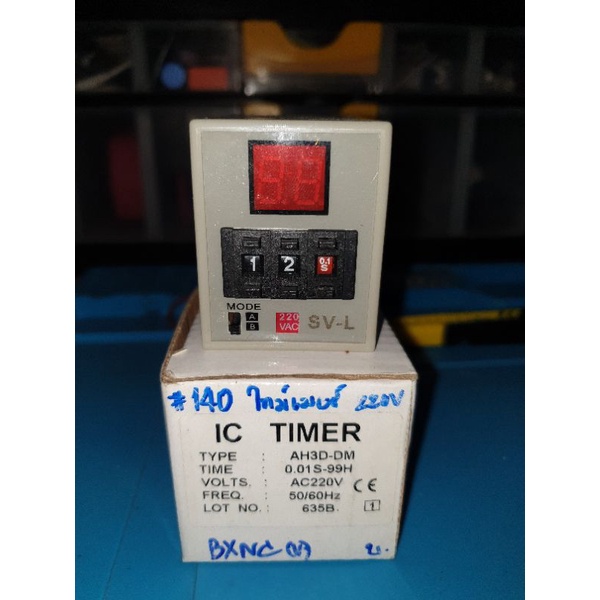 88
1 2 0.1 S
MODE
A
B
220 VAC
SV-L
#140 ไทม์เมอร์ 220V
IC TIMER
TYPE : AH3D-DM
TIME : 0.01S-99H
VOLTS. : AC220V CE
FREQ. : 50/60Hz
LOT NO. : 635B. 1
BXNC